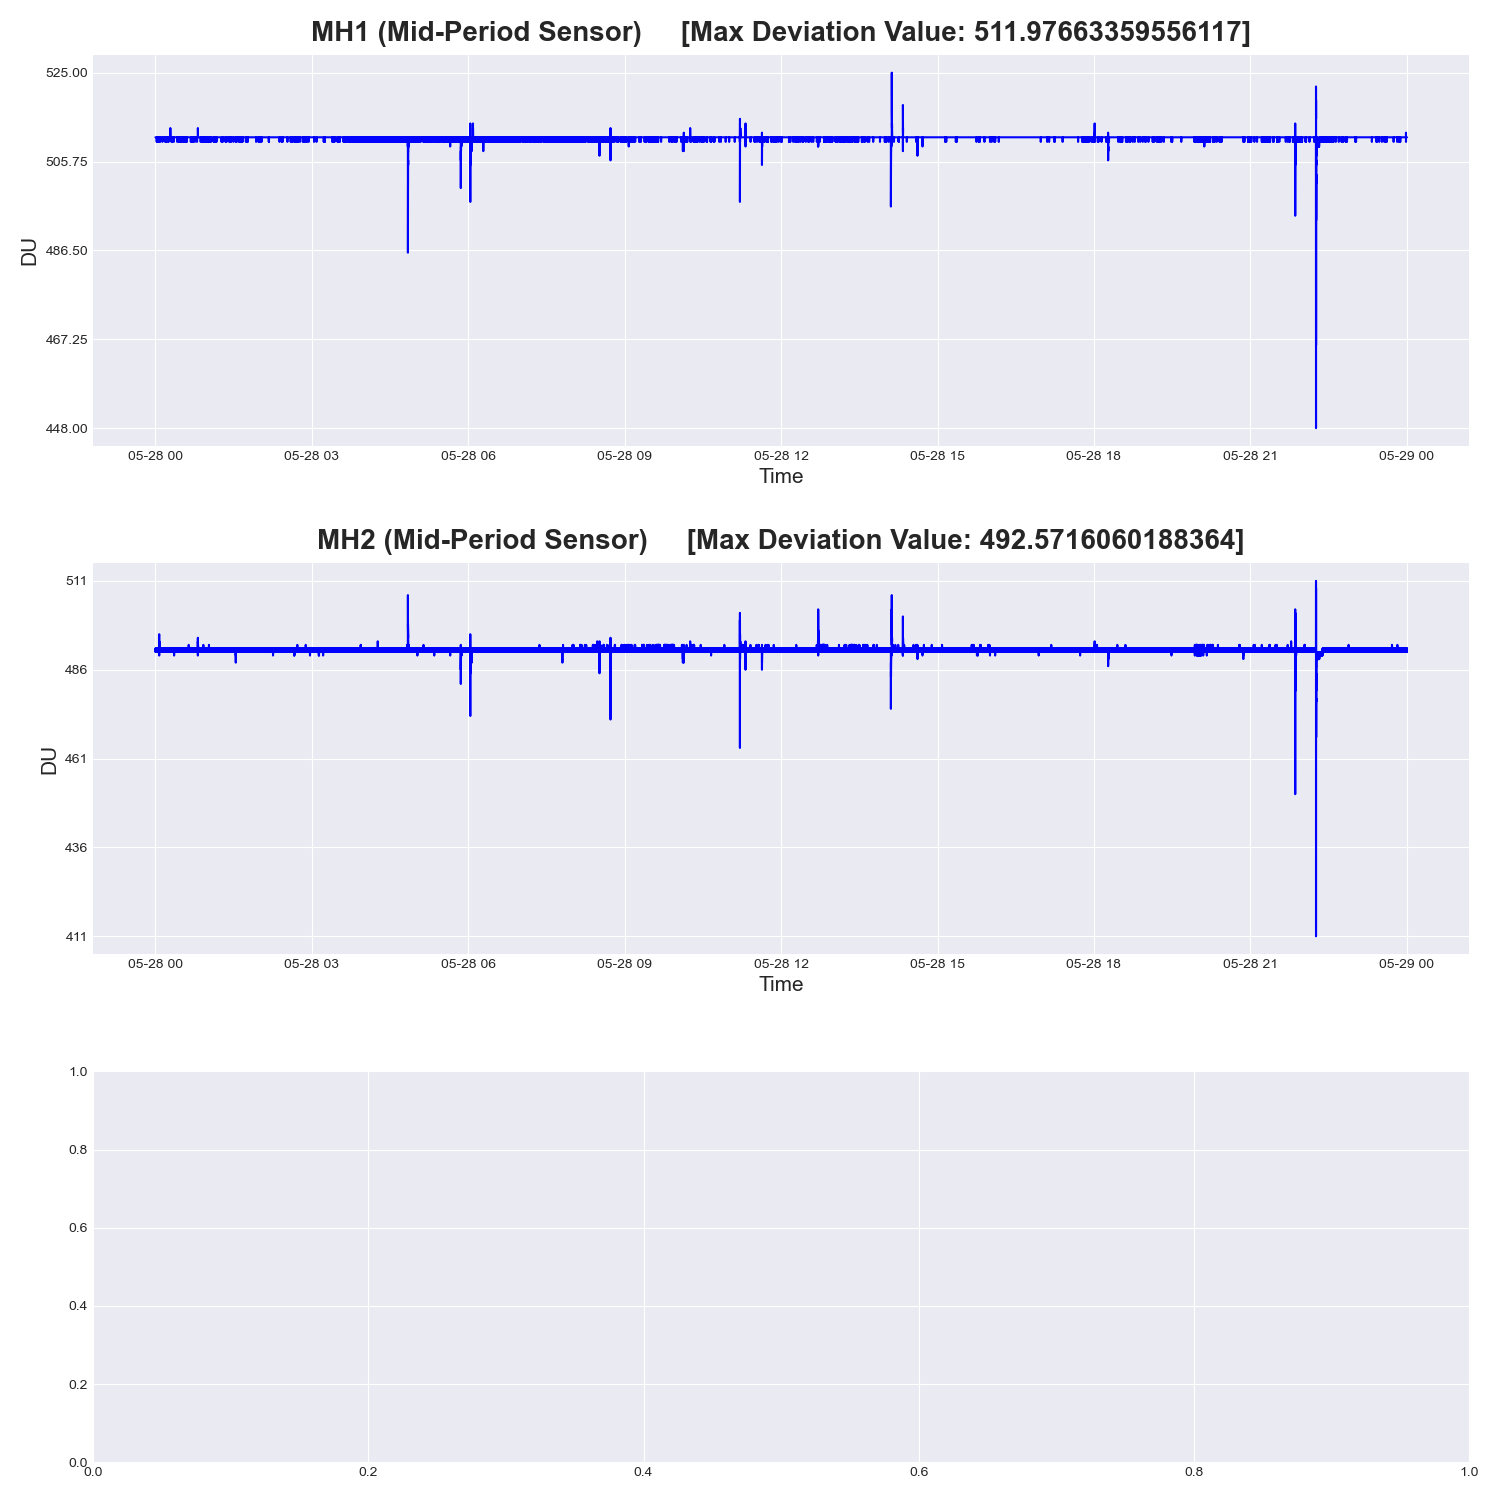 MH1 (Mid-Period Sensor) [Max Deviation Value: 511.97663359556117]
525.00
505.75
486.50
467.25
448.00
DU
05-28 00 05-28 03 05-28 06 05-28 09 05-28 12 05-28 15 05-28 18 05-28 21 05-29 00
Time
MH2 (Mid-Period Sensor) [Max Deviation Value: 492.5716060188364]
511
486
461
436
411
DU
05-28 00 05-28 03 05-28 06 05-28 09 05-28 12 05-28 15 05-28 18 05-28 21 05-29 00
Time
1.0
0.8
0.6
0.4
0.2
0.0
0.0 0.2 0.4 0.6 0.8 1.0